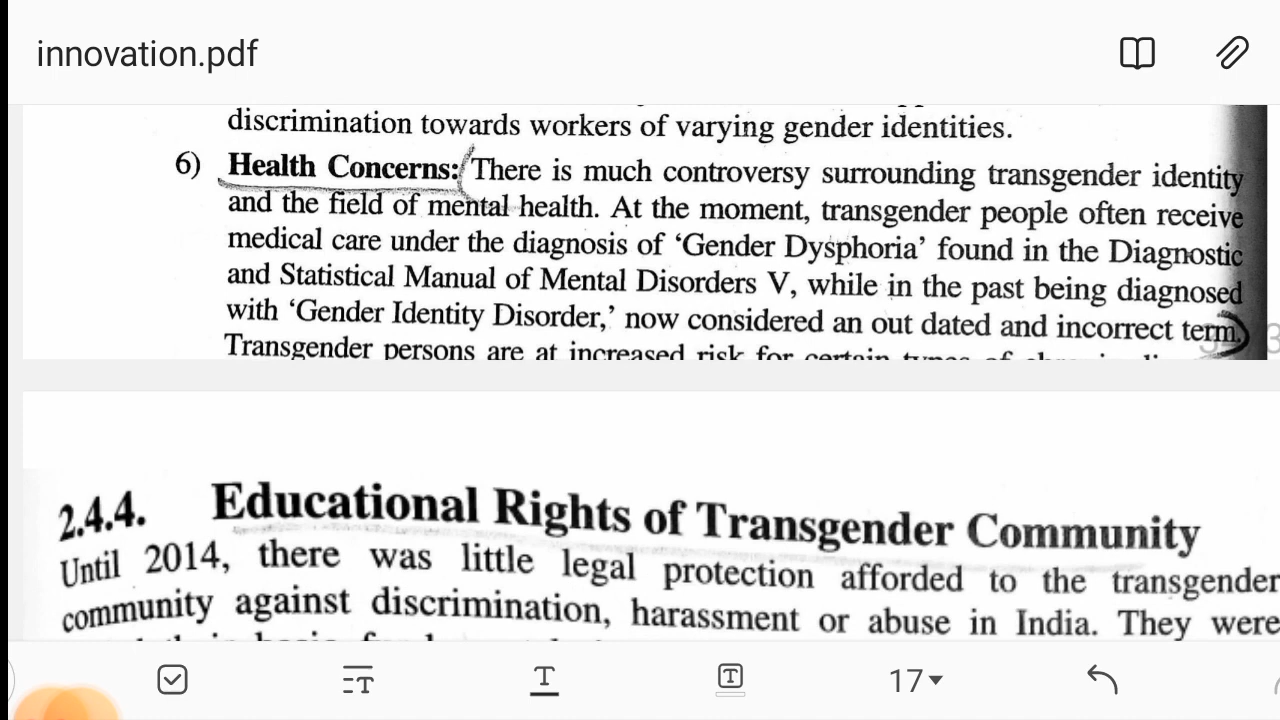 innovation.pdf
discrimination towards workers of varying gender identities.
6) Health Concerns: There is much controversy surrounding transgender identity
and the field of mental health. At the moment, transgender people often receive
medical care under the diagnosis of ‘Gender Dysphoria’ found in the Diagnostic
and Statistical Manual of Mental Disorders V, while in the past being diagnosed
with ‘Gender Identity Disorder,’ now considered an out dated and incorrect term.
Transgender persons are at increased risk for certain types of
2.4.4. Educational Rights of Transgender Community
Until 2014, there was little legal protection afforded to the transgender
community against discrimination, harassment or abuse in India. They were
17